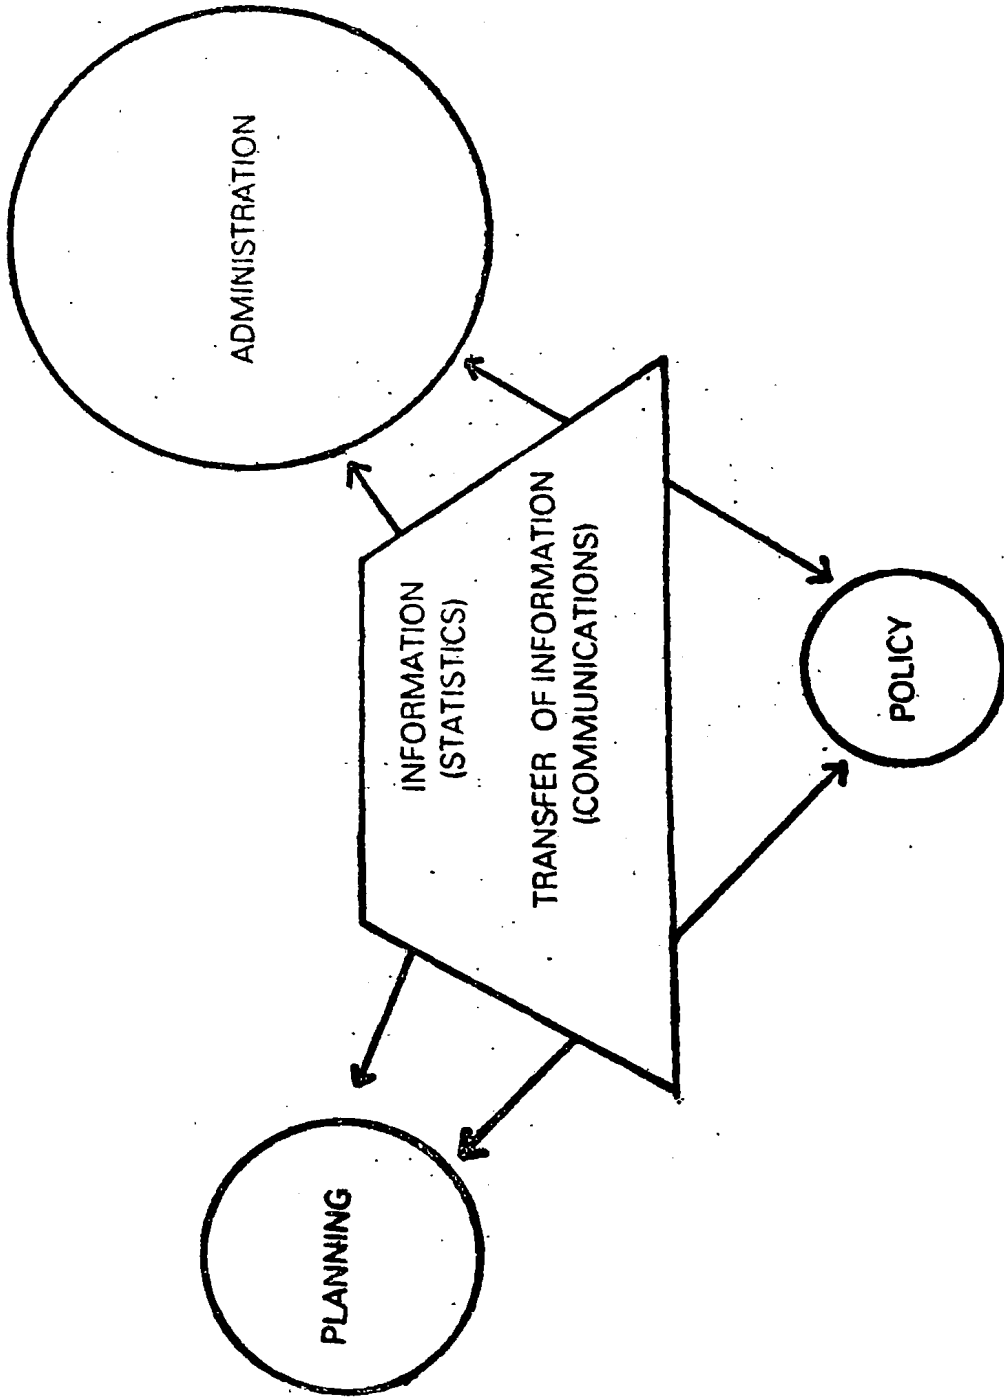 PLANNING
ADMINISTRATION
INFORMATION
(STATISTICS)
TRANSFER OF INFORMATION
(COMMUNICATIONS)
POLICY